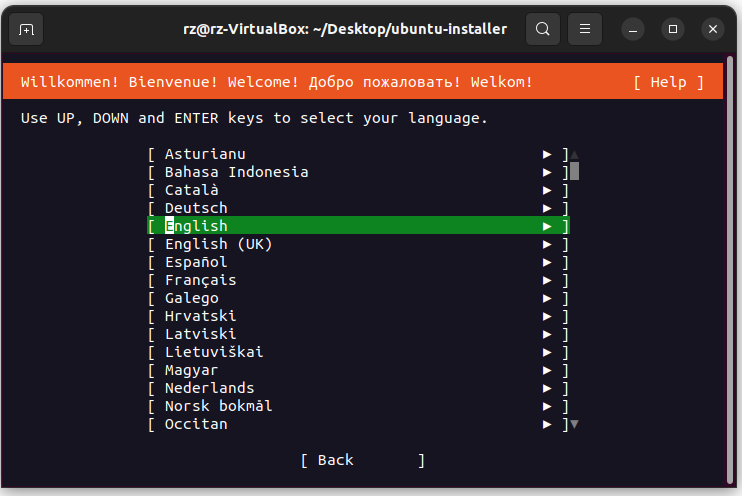 rz@rz-VirtualBox: ~/Desktop/ubuntu-installer
Willkommen! Bienvenue! Welcome! Добро пожаловать! Welkom! [ Help ]
Use UP, DOWN and ENTER keys to select your language.
[ Asturianu ► ]
[ Bahasa Indonesia ► ]
[ Català ► ]
[ Deutsch ► ]
[ English ► ]
[ English (UK) ► ]
[ Español ► ]
[ Français ► ]
[ Galego ► ]
[ Hrvatski ► ]
[ Latviski ► ]
[ Lietuviškai ► ]
[ Magyar ► ]
[ Nederlands ► ]
[ Norsk bokmål ► ]
[ Occitan ► ]
[ Back ]